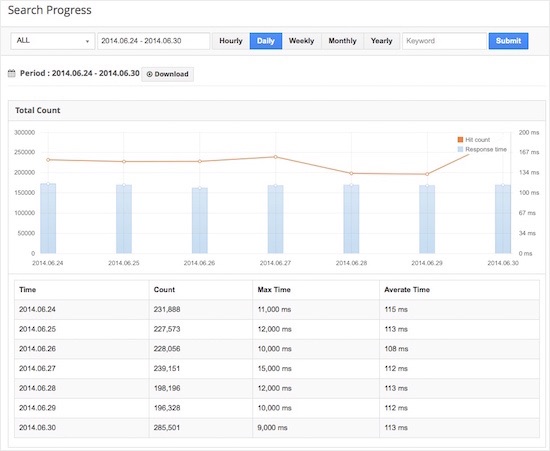 Search Progress
ALL 2014.06.24 - 2014.06.30 Hourly Daily Weekly Monthly Yearly Keyword Submit
Period : 2014.06.24 - 2014.06.30 Download
Total Count
300000 200 ms
Hit count
250000 167 ms
Response time
200000 134 ms
150000 100 ms
100000 67 ms
50000 34 ms
0 0 ms
2014.06.24 2014.06.25 2014.06.26 2014.06.27 2014.06.28 2014.06.29 2014.06.30
Time Count Max Time Averate Time
2014.06.24 231,888 11,000 ms 115 ms
2014.06.25 227,573 12,000 ms 113 ms
2014.06.26 228,056 10,000 ms 108 ms
2014.06.27 239,151 15,000 ms 112 ms
2014.06.28 198,196 12,000 ms 113 ms
2014.06.29 196,328 10,000 ms 112 ms
2014.06.30 285,501 9,000 ms 113 ms